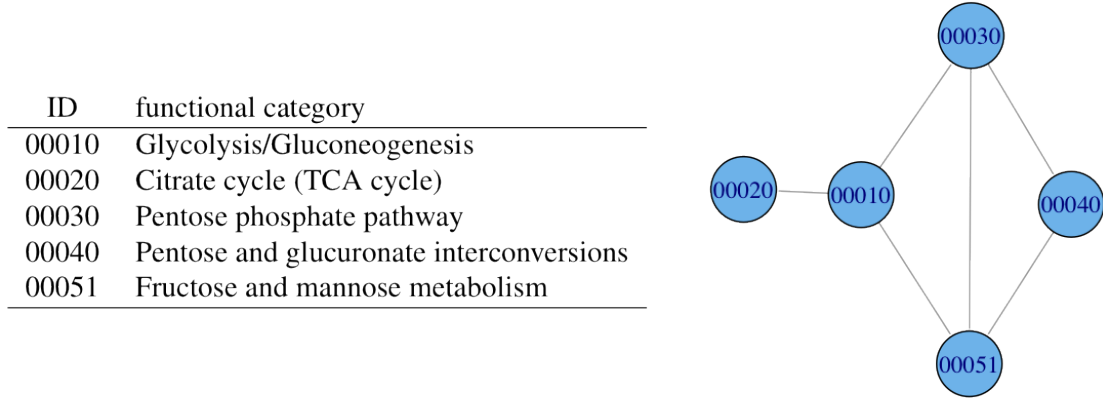 ID functional category
00010 Glycolysis/Gluconeogenesis
00020 Citrate cycle (TCA cycle)
00030 Pentose phosphate pathway
00040 Pentose and glucuronate interconversions
00051 Fructose and mannose metabolism
00030
00020
00010
00040
00051